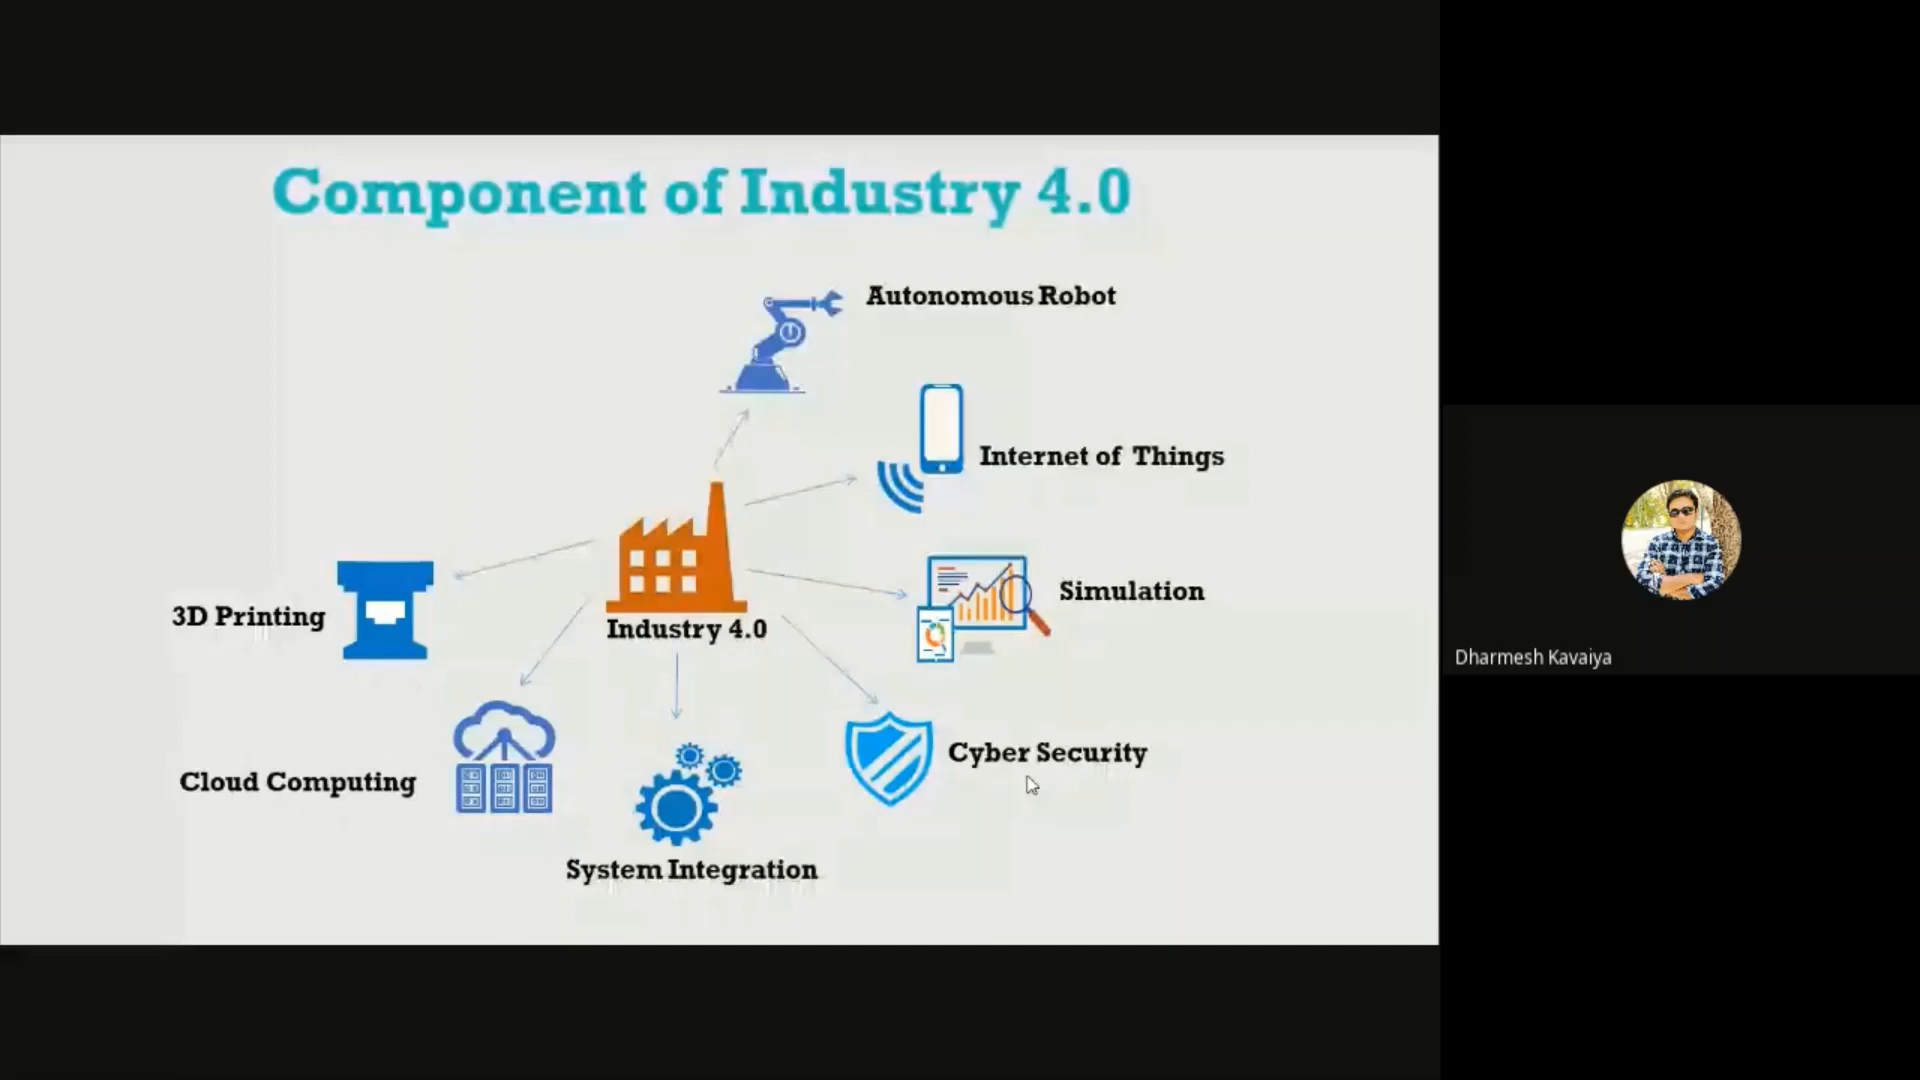 Component of Industry 4.0
Autonomous Robot
Internet of Things
Simulation
3D Printing
Industry 4.0
Cyber Security
Cloud Computing
System Integration
Dharmesh Kavaiya